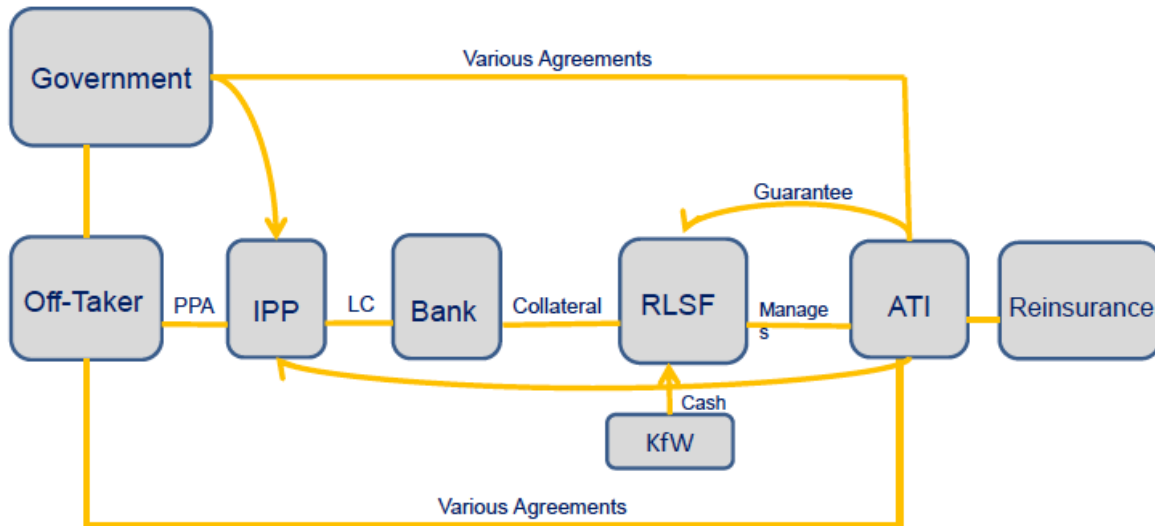 Government
Various Agreements
Guarantee
Off-Taker
PPA
IPP
LC
Bank
Collateral
RLSF
Manage
s
ATI
Reinsurance
Cash
KfW
Various Agreements